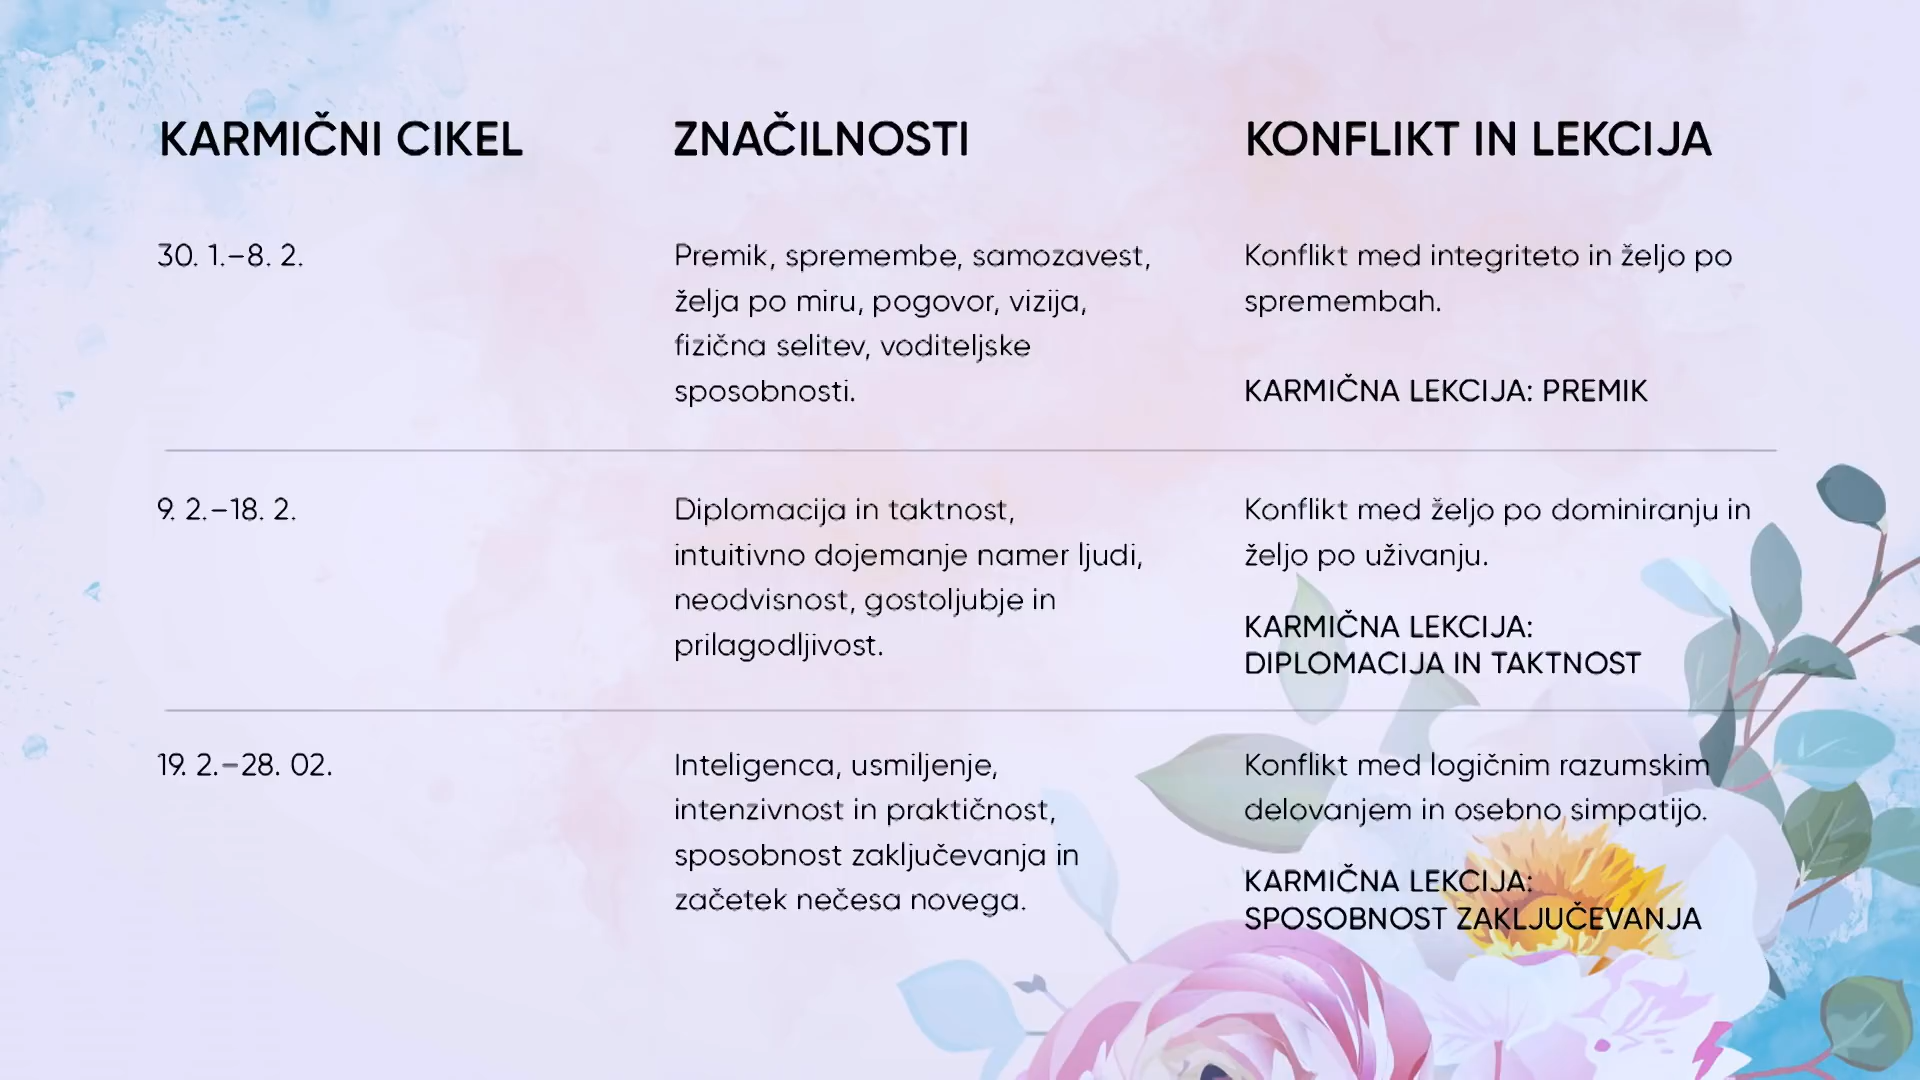 KARMIČNI CIKEL
ZNAČILNOSTI
KONFLIKT IN LEKCIJA
30. 1.–8. 2.
Premik, spremembe, samozavest,
želja po miru, pogovor, vizija,
fizična selitev, voditeljske
sposobnosti.
Konflikt med integriteto in željo po
spremembah.
KARMIČNA LEKCIJA: PREMIK
9. 2.–18. 2.
Diplomacija in taktnost,
intuitivno dojemanje namer ljudi,
neodvisnost, gostoljubje in
prilagodljivost.
Konflikt med željo po dominiranju in
željo po uživanju.
KARMIČNA LEKCIJA:
DIPLOMACIJA IN TAKTNOST
19. 2.–28. 02.
Inteligenca, usmiljenje,
intenzivnost in praktičnost,
sposobnost zaključevanja in
začetek nečesa novega.
Konflikt med logičnim razumskim
delovanjem in osebno simpatijo.
KARMIČNA LEKCIJA:
SPOSOBNOST ZAKLJUČEVANJA